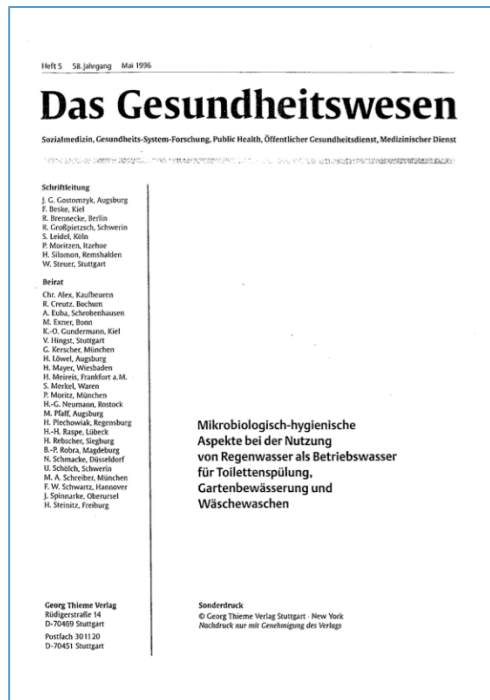 Heft 5 58. Jahrgang Mai 1996
Das Gesundheitswesen
Sozialmedizin, Gesundheits-System-Forschung, Public Health, Öffentlicher Gesundheitsdienst, Medizinischer Dienst
Schriftleitung
J. G. Gostomzyk, Augsburg
F. Beske, Kiel
R. Brennecke, Berlin
R. Großpietzsch, Schwerin
S. Leidel, Köln
P. Moritzen, Itzehoe
H. Silomon, Remshalden
W. Steuer, Stuttgart
Beirat
Chr. Alex, Kaufbeuren
R. Creutz, Bochum
A. Euba, Schrobenhausen
M. Exner, Bonn
K.-O. Gundermann, Kiel
V. Hingst, Stuttgart
G. Kerscher, München
H. Löwel, Augsburg
H. Mayer, Wiesbaden
H. Meireis, Frankfurt a.M.
S. Merkel, Waren
P. Moritz, München
H.-G. Neumann, Rostock
M. Pfaff, Augsburg
H. Piechowiak, Regensburg
H.-H. Raspe, Lübeck
H. Rebscher, Siegburg
B.-P. Robra, Magdeburg
N. Schmacke, Düsseldorf
U. Schölch, Schwerin
M. A. Schreiber, München
F. W. Schwartz, Hannover
J. Spinnarke, Oberursel
H. Steinitz, Freiburg
Mikrobiologisch-hygienische
Aspekte bei der Nutzung
von Regenwasser als Betriebswasser
für Toilettenspülung,
Gartenbewässerung und
Wäschewaschen
Georg Thieme Verlag
Rüdigerstraße 14
D-70469 Stuttgart
Postfach 30 11 20
D-70451 Stuttgart
Sonderdruck
© Georg Thieme Verlag Stuttgart · New York
Nachdruck nur mit Genehmigung des Verlags